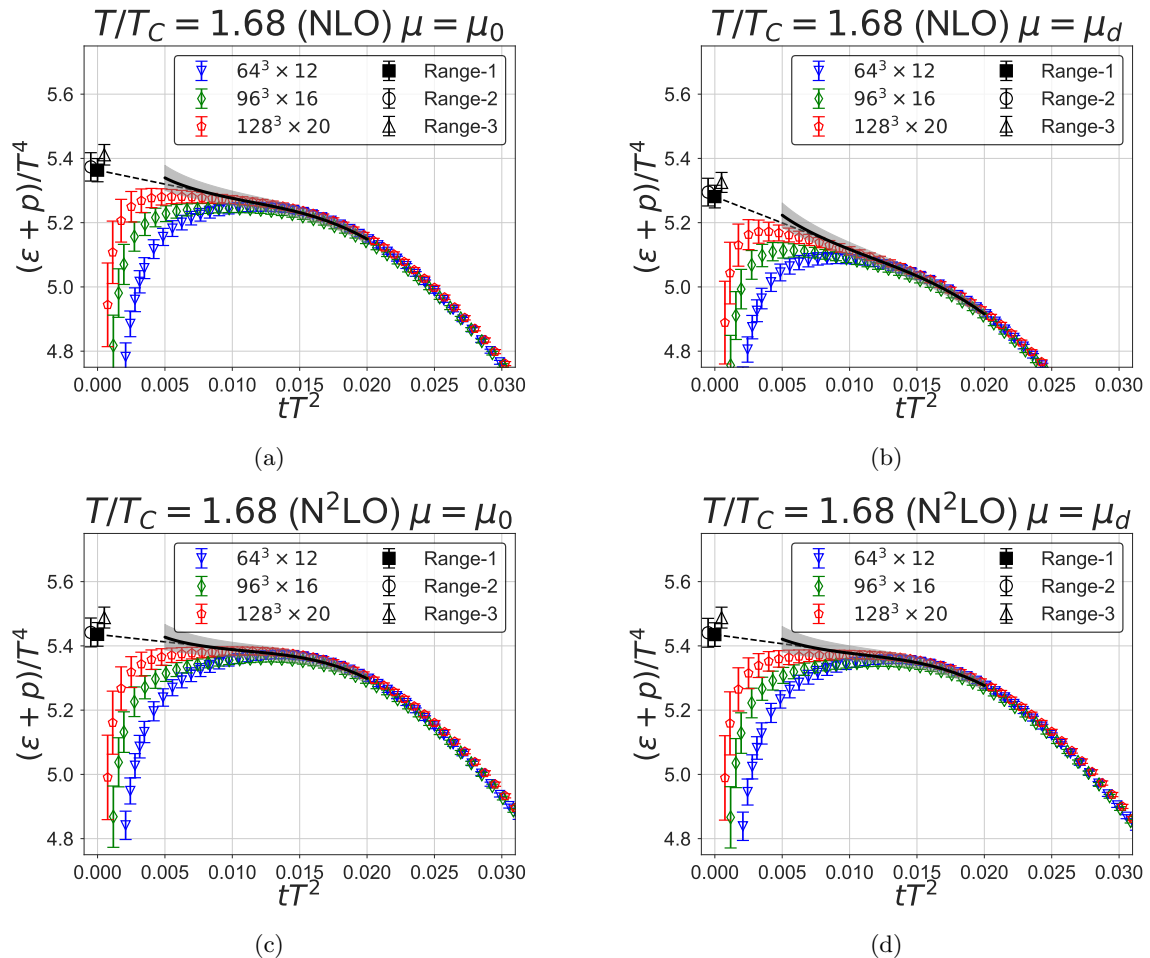 T/T_C = 1.68 (NLO) μ = μ_0
(ε + p)/T^4
5.6
5.4
5.2
5.0
4.8
64^3 × 12
96^3 × 16
128^3 × 20
Range-1
Range-2
Range-3
0.000 0.005 0.010 0.015 0.020 0.025 0.030
tT^2
(a)
T/T_C = 1.68 (NLO) μ = μ_d
(ε + p)/T^4
5.6
5.4
5.2
5.0
4.8
64^3 × 12
96^3 × 16
128^3 × 20
Range-1
Range-2
Range-3
0.000 0.005 0.010 0.015 0.020 0.025 0.030
tT^2
(b)
T/T_C = 1.68 (N^2LO) μ = μ_0
(ε + p)/T^4
5.6
5.4
5.2
5.0
4.8
64^3 × 12
96^3 × 16
128^3 × 20
Range-1
Range-2
Range-3
0.000 0.005 0.010 0.015 0.020 0.025 0.030
tT^2
(c)
T/T_C = 1.68 (N^2LO) μ = μ_d
(ε + p)/T^4
5.6
5.4
5.2
5.0
4.8
64^3 × 12
96^3 × 16
128^3 × 20
Range-1
Range-2
Range-3
0.000 0.005 0.010 0.015 0.020 0.025 0.030
tT^2
(d)